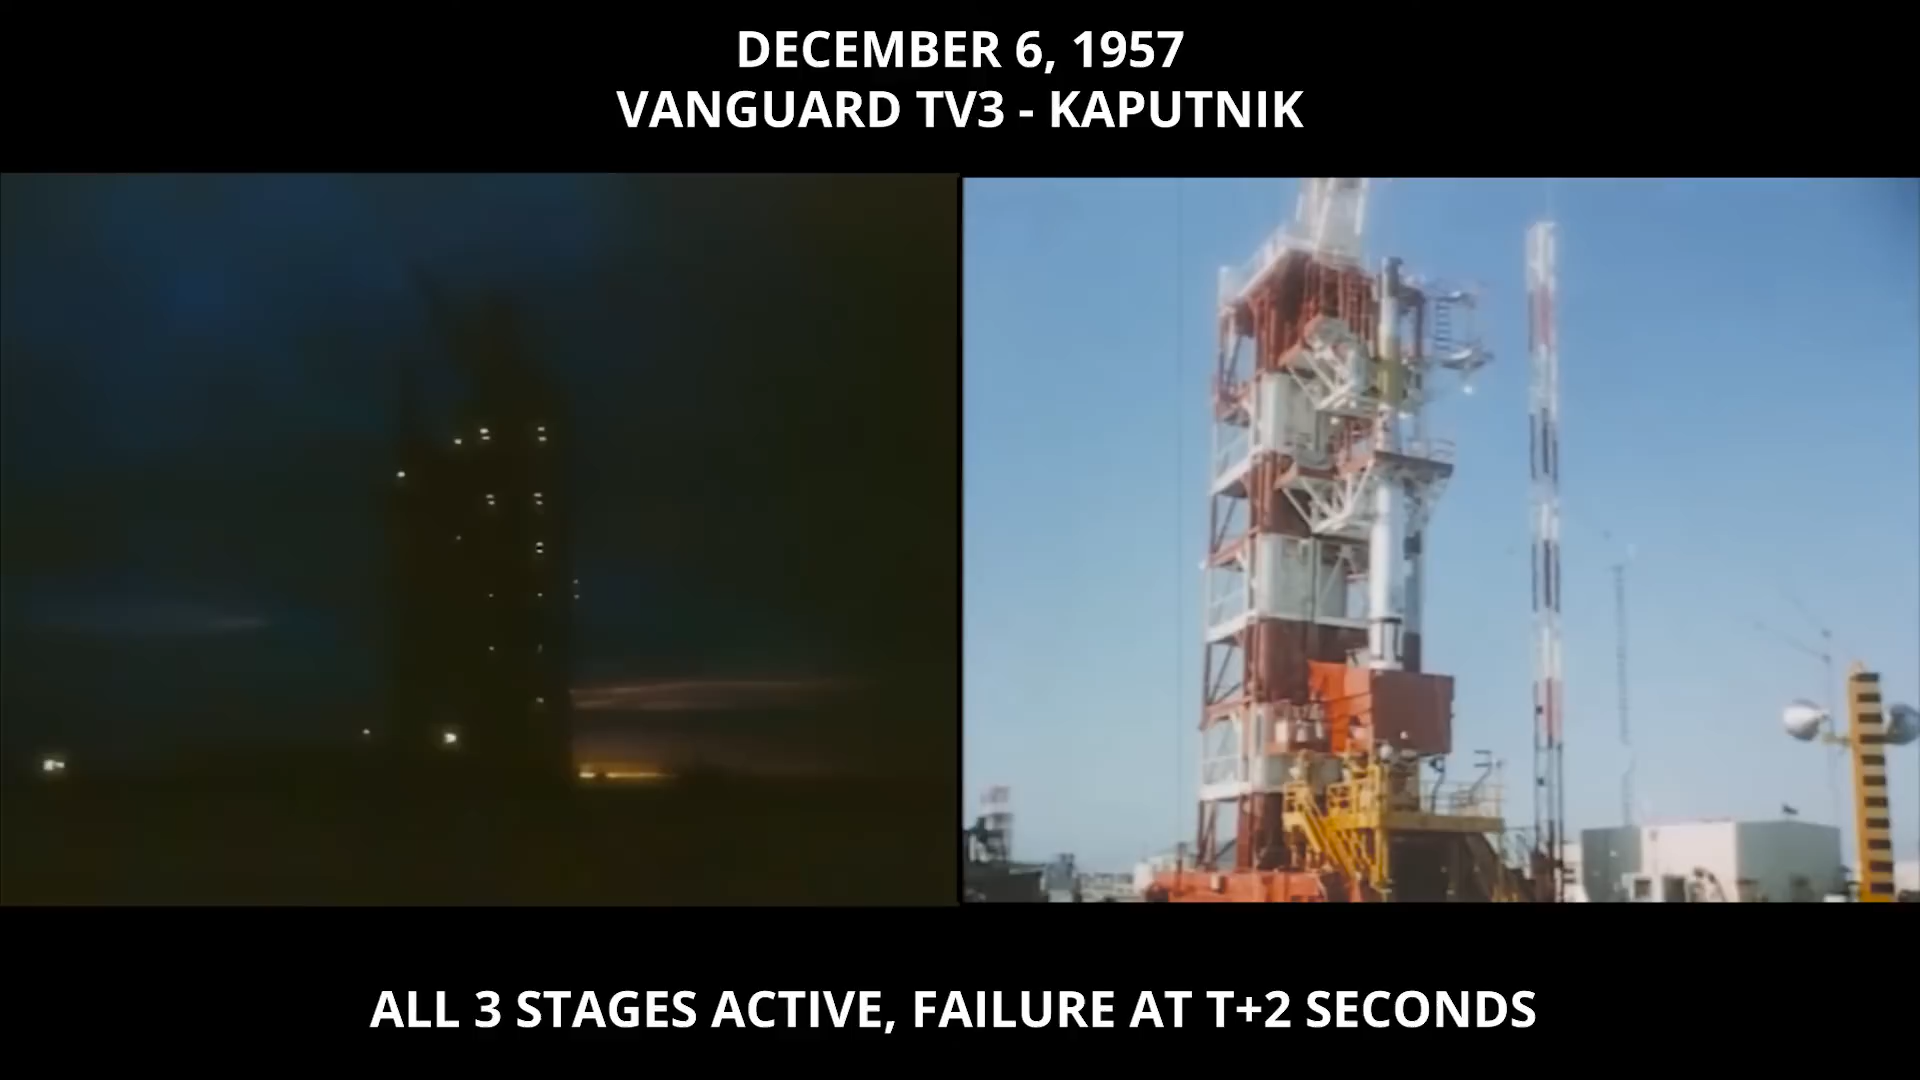 DECEMBER 6, 1957
VANGUARD TV3 - KAPUTNIK
ALL 3 STAGES ACTIVE, FAILURE AT T+2 SECONDS